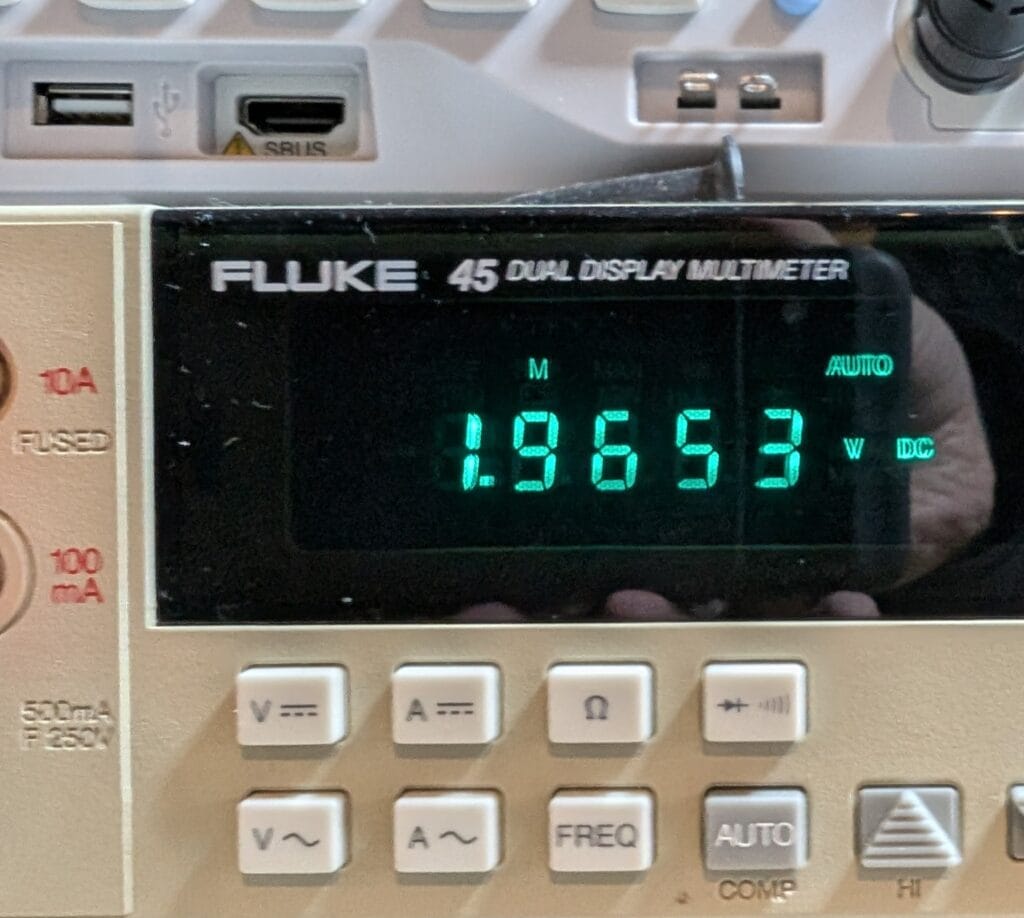 SBUS
FLUKE 45 DUAL DISPLAY MULTIMETER
M AUTO
1.9653 V DC
10A
FUSED
100
mA
500mA
F 250V
V A Ω
V A FREQ AUTO
COMP HI